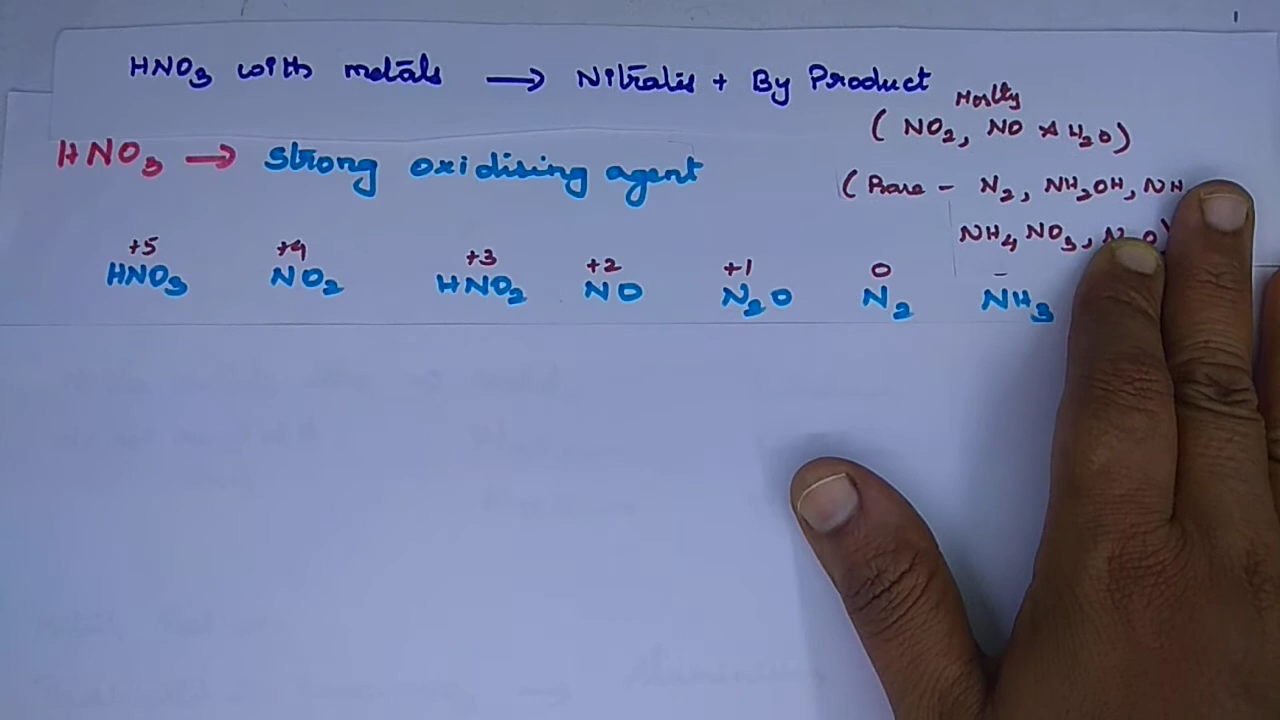 HNO3 with metals → Nitrates + By Product
Mostly
(NO2, NO & H2O)
HNO3 → strong oxidising agent
(Rare - N2, NH2OH, NH
NH4NO3,
+5 +4 +3 +2 +1 0 -
HNO3 NO2 HNO2 NO N2O N2 NH3